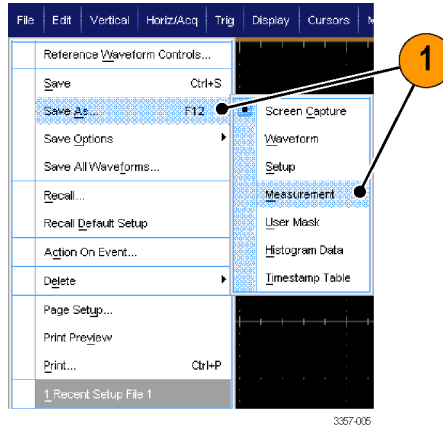 File Edit Vertical Horiz/Acq Trig Display Cursors
Reference Waveform Controls...
Save Ctrl+S
Save As... F12
Save Options
Save All Waveforms...
Recall...
Recall Default Setup
Action On Event...
Delete
Page Setup...
Print Preview
Print... Ctrl+P
1 Recent Setup File 1
Screen Capture
Waveform
Setup
Measurement
User Mask
Histogram Data
Timestamp Table
1
3357-005